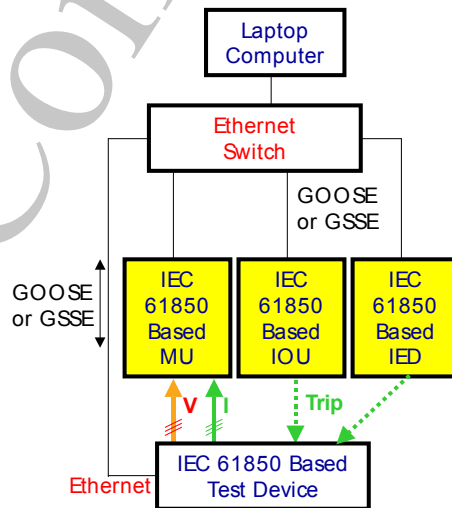 Laptop
Computer
Ethernet
Switch
GOOSE
or GSSE
GOOSE
or GSSE
IEC
61850
Based
MU
IEC
61850
Based
IOU
IEC
61850
Based
IED
V
I
Trip
Ethernet
IEC 61850 Based
Test Device